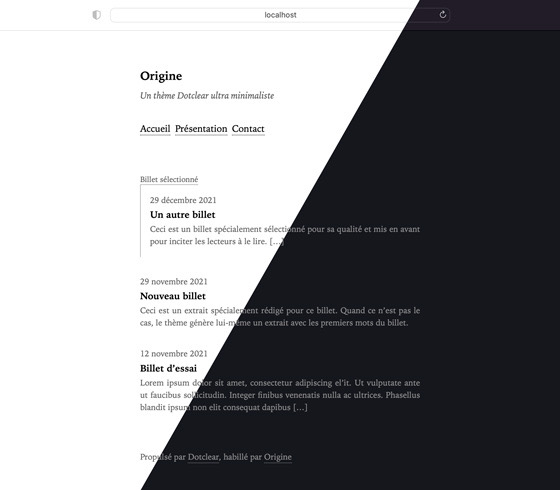 localhost
Origine
Un thème Dotclear ultra minimaliste
Accueil Présentation Contact
Billet sélectionné
29 décembre 2021
Un autre billet
Ceci est un billet spécialement sélectionné pour sa qualité et mis en avant
pour inciter les lecteurs à le lire. […]
29 novembre 2021
Nouveau billet
Ceci est un extrait spécialement rédigé pour ce billet. Quand ce n'est pas le
cas, le thème génère lui-même un extrait avec les premiers mots du billet.
12 novembre 2021
Billet d'essai
Lorem ipsum dolor sit amet, consectetur adipiscing el'it. Ut vulputate ante
ut faucibus sollicitudin. Integer finibus venenatis nulla ac ultrices. Phasellus
blandit ipsum non elit consequat dapibus […]
Propulsé par Dotclear, habillé par Origine